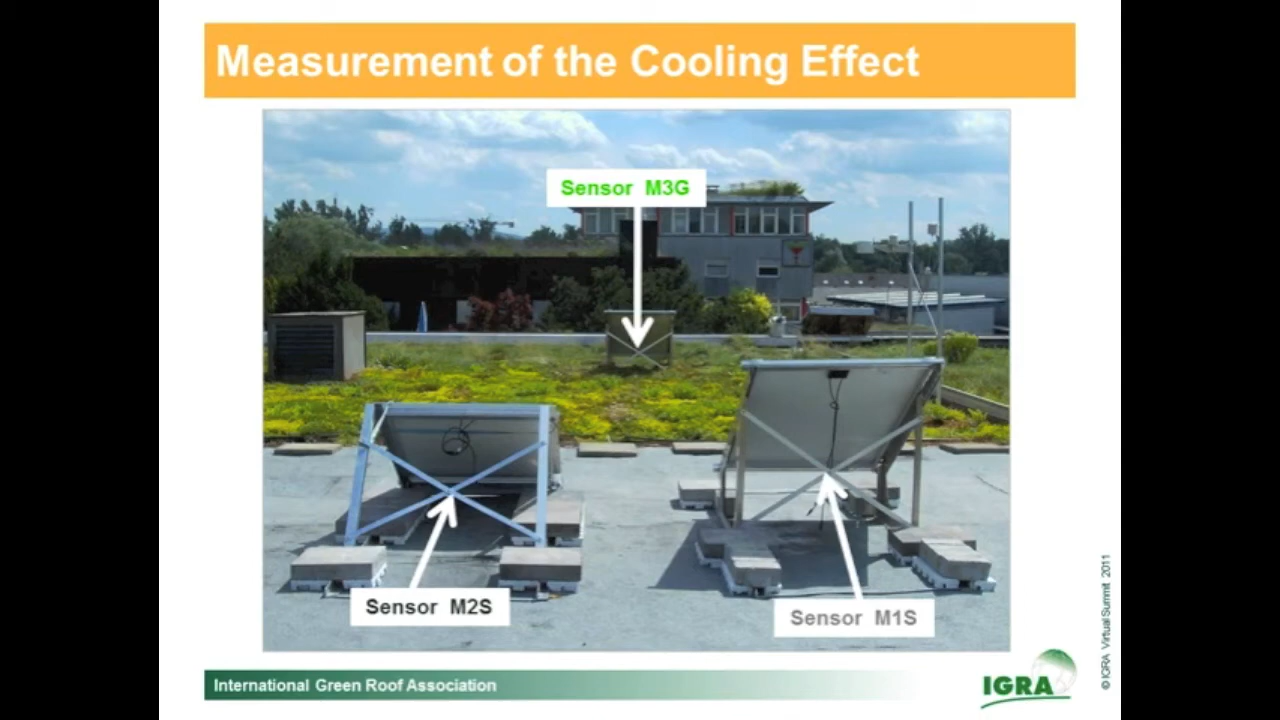 Measurement of the Cooling Effect
Sensor M3G
Sensor M2S
Sensor M1S
International Green Roof Association
IGRA
© IGRA Virtual Summit 2011